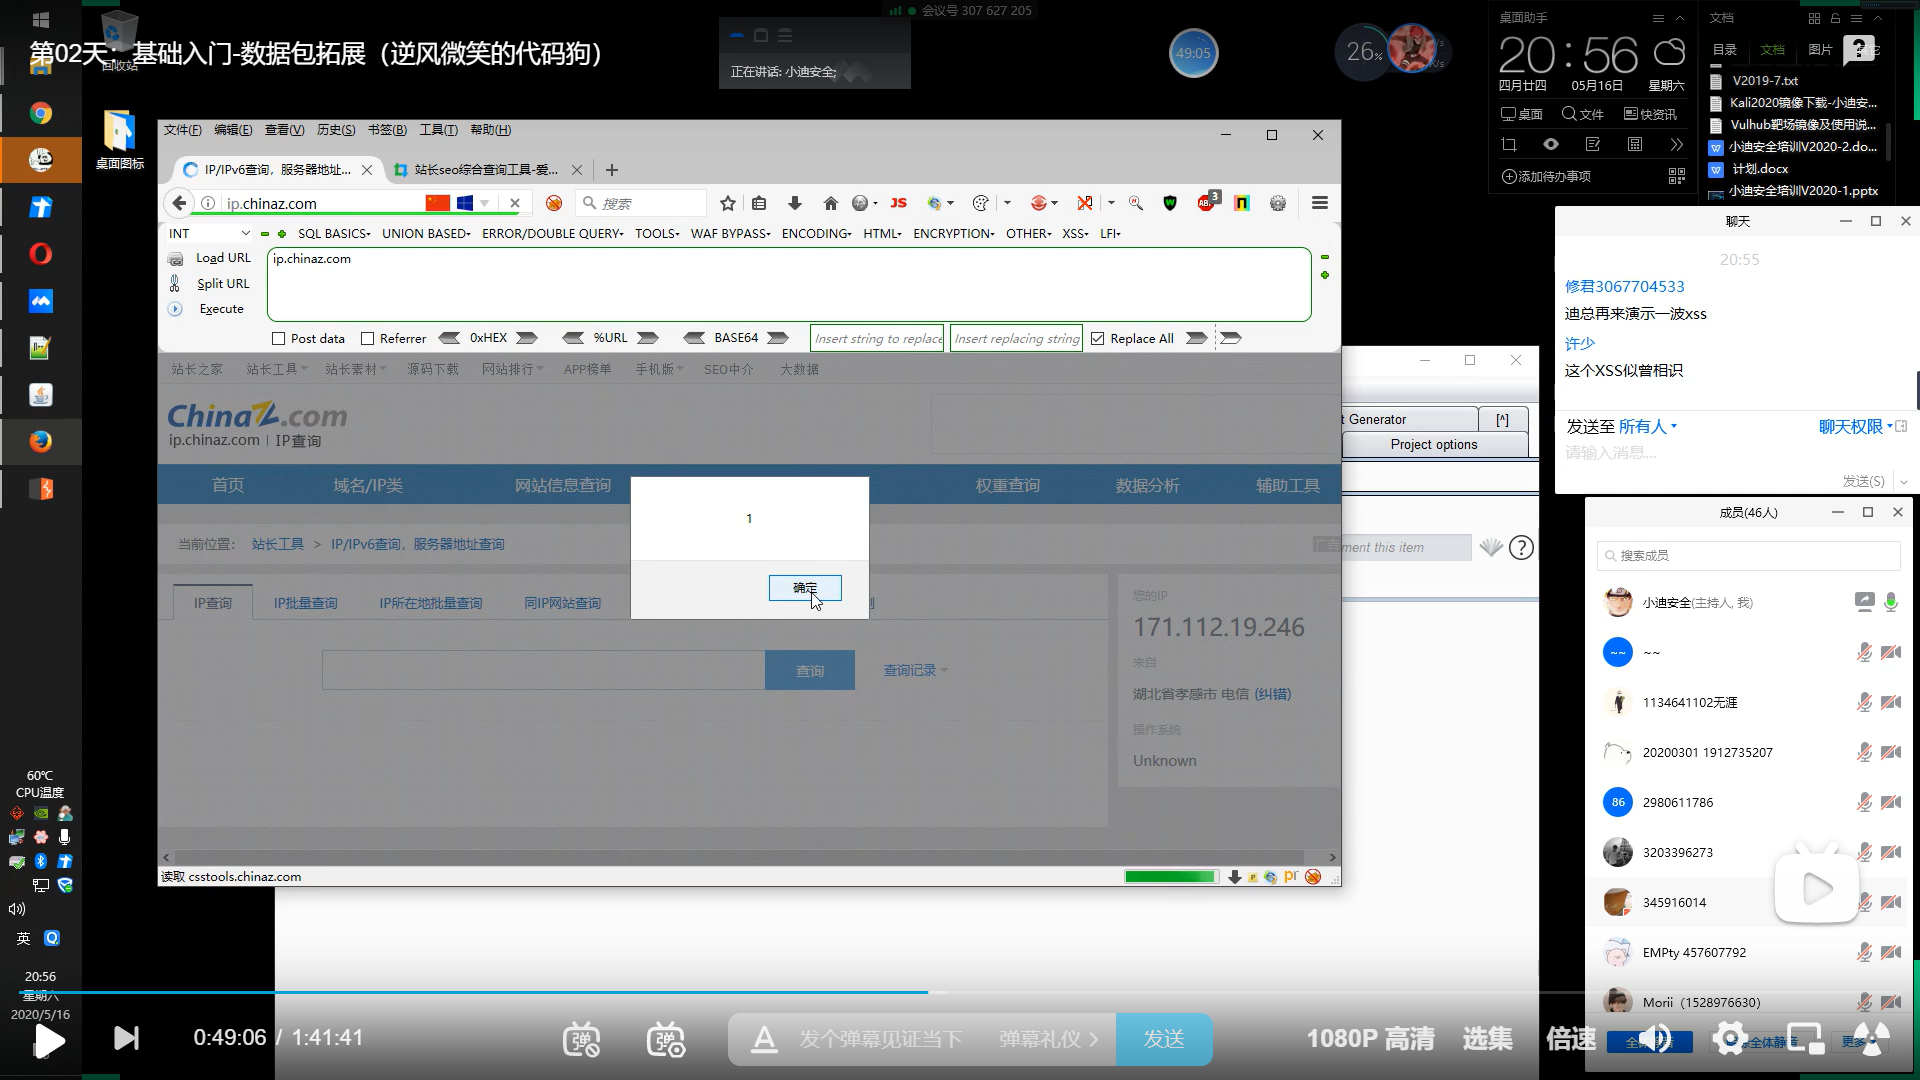 会议号 307 627 205
第02天：基础入门-数据包拓展（逆风微笑的代码狗）
回收站
正在讲话: 小迪安全;
49:05
26%
桌面助手
20:56
四月廿四 05月16日 星期六
桌面 文件 快资讯
添加待办事项
文档
目录 文档 图片
V2019-7.txt
Kali2020镜像下载-小迪安...
Vulhub靶场镜像及使用说...
小迪安全培训V2020-2.do...
计划.docx
小迪安全培训V2020-1.pptx
桌面图标
文件(F) 编辑(E) 查看(V) 历史(S) 书签(B) 工具(T) 帮助(H)
IP/IPv6查询，服务器地址... 站长seo综合查询工具-爱...
ip.chinaz.com 搜索 JS 3
INT SQL BASICS UNION BASED ERROR/DOUBLE QUERY TOOLS WAF BYPASS ENCODING HTML ENCRYPTION OTHER XSS LFI
Load URL ip.chinaz.com
Split URL
Execute
Post data Referrer 0xHEX %URL BASE64 Insert string to replace Insert replacing string Replace All
站长之家 站长工具 站长素材 源码下载 网站排行 APP榜单 手机版 SEO中介 大数据
ChinaZ.com
ip.chinaz.com | IP查询
首页 域名/IP类 网站信息查询 权重查询 数据分析 辅助工具
1
确定
当前位置： 站长工具 > IP/IPv6查询，服务器地址查询
IP查询 IP批量查询 IP所在地批量查询 同IP网站查询
查询 查询记录
您的IP
171.112.19.246
来自
湖北省孝感市 电信 (纠错)
操作系统
Unknown
读取 csstools.chinaz.com
t Generator [^]
Project options
ment this item
聊天
20:55
修君3067704533
迪总再来演示一波xss
许少
这个XSS似曾相识
发送至 所有人 聊天权限
请输入消息...
发送(S)
成员(46人)
搜索成员
小迪安全(主持人, 我)
~~ ~~
1134641102无涯
20200301 1912735207
86 2980611786
3203396273
345916014
EMPty 457607792
Morii（1528976630）
60℃
CPU温度
英
20:56
星期六
2020/5/16
0:49:06 / 1:41:41
弹 弹
发个弹幕见证当下 弹幕礼仪 > 发送
1080P 高清 选集 倍速
更多